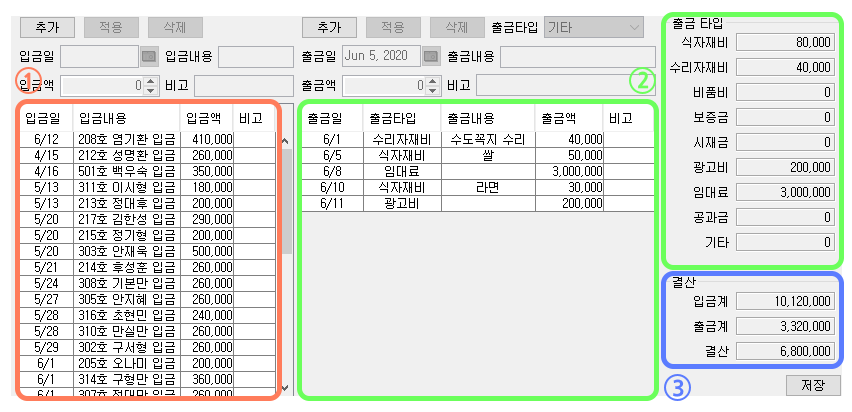 추가 적용 삭제
입금일 입금내용
입금액 0 비고
①
입금일 입금내용 입금액 비고
6/12 208호 염기환 입금 410,000
4/15 212호 성명환 입금 260,000
4/16 501호 백우숙 입금 350,000
5/13 311호 이시형 입금 180,000
5/13 213호 정대후 입금 200,000
5/20 217호 김한성 입금 290,000
5/20 215호 정기형 입금 200,000
5/20 303호 안재욱 입금 500,000
5/21 214호 후성훈 입금 260,000
5/24 308호 기본만 입금 260,000
5/27 305호 안지혜 입금 260,000
5/28 316호 초현민 입금 240,000
5/28 310호 만실만 입금 260,000
5/29 302호 구서형 입금 260,000
6/1 205호 오나미 입금 200,000
6/1 314호 구형만 입금 360,000
6/1 307호 정대만 입금 260,000
추가 적용 삭제 출금타입 기타
출금일 Jun 5, 2020 출금내용
출금액 0 비고
②
출금일 출금타입 출금내용 출금액 비고
6/1 수리자재비 수도꼭지 수리 40,000
6/5 식자재비 쌀 50,000
6/8 임대료 3,000,000
6/10 식자재비 라면 30,000
6/11 광고비 200,000
출금 타입
식자재비 80,000
수리자재비 40,000
비품비 0
보증금 0
시재금 0
광고비 200,000
임대료 3,000,000
공과금 0
기타 0
결산
입금계 10,120,000
출금계 3,320,000
결산 6,800,000
③
저장